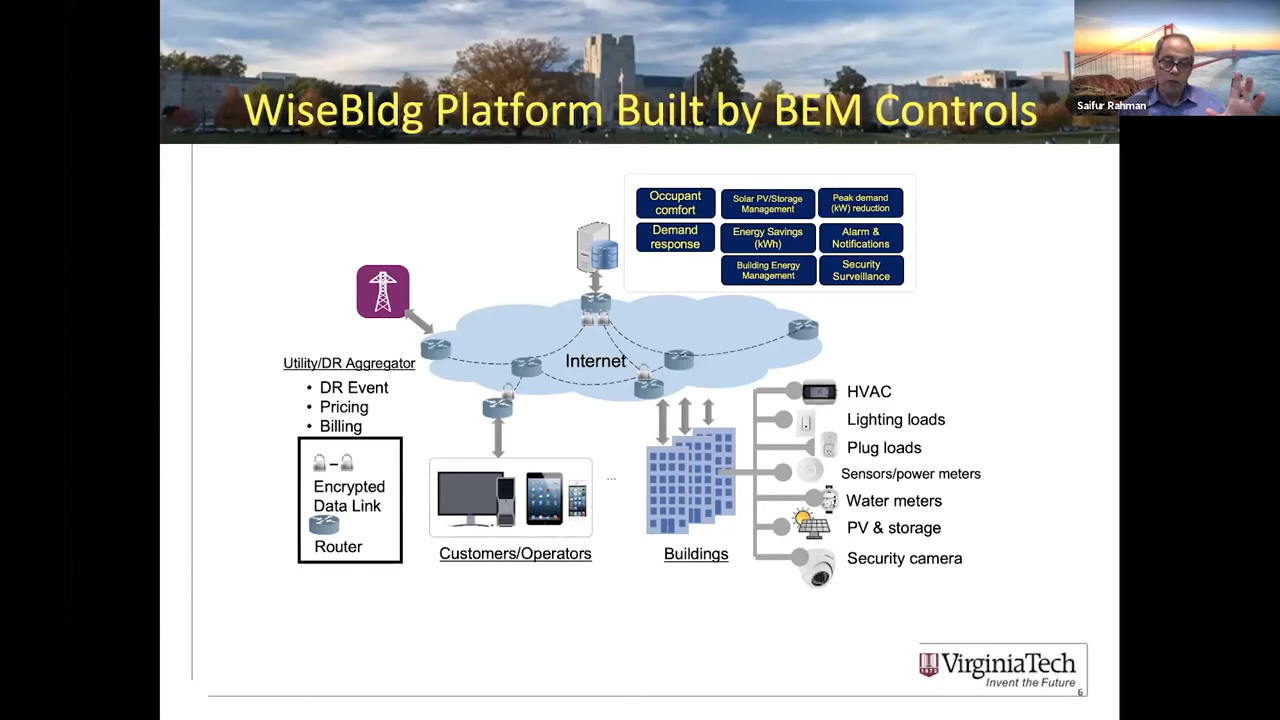 WiseBldg Platform Built by BEM Controls
Saifur Rahman
Occupant
comfort
Solar PV/Storage
Management
Peak demand
(kW) reduction
Demand
response
Energy Savings
(kWh)
Alarm &
Notifications
Building Energy
Management
Security
Surveillance
Internet
Utility/DR Aggregator
• DR Event
• Pricing
• Billing
Encrypted
Data Link
Router
Customers/Operators
...
Buildings
HVAC
Lighting loads
Plug loads
Sensors/power meters
Water meters
PV & storage
Security camera
VirginiaTech
Invent the Future
6